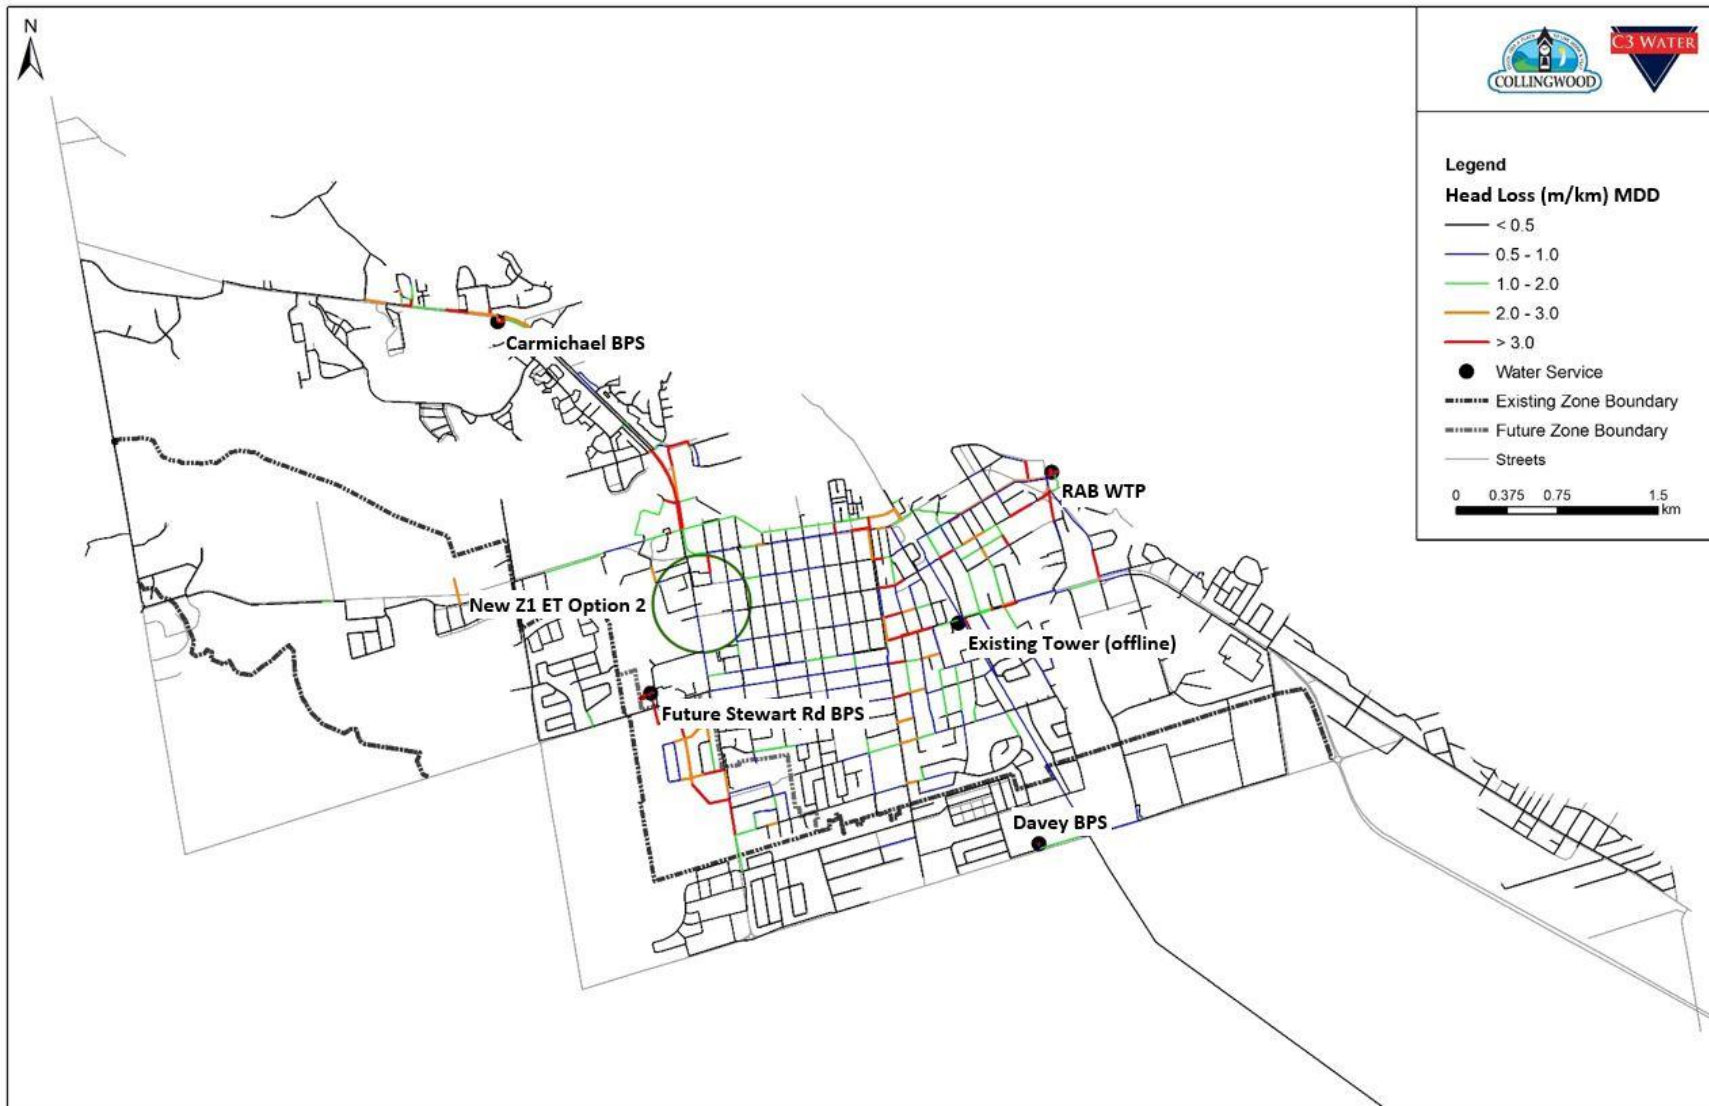 N
COLLINGWOOD
C3 WATER
Legend
Head Loss (m/km) MDD
< 0.5
0.5 - 1.0
1.0 - 2.0
2.0 - 3.0
> 3.0
Water Service
Existing Zone Boundary
Future Zone Boundary
Streets
0 0.375 0.75 1.5
km
Carmichael BPS
RAB WTP
New Z1 ET Option 2
Existing Tower (offline)
Future Stewart Rd BPS
Davey BPS